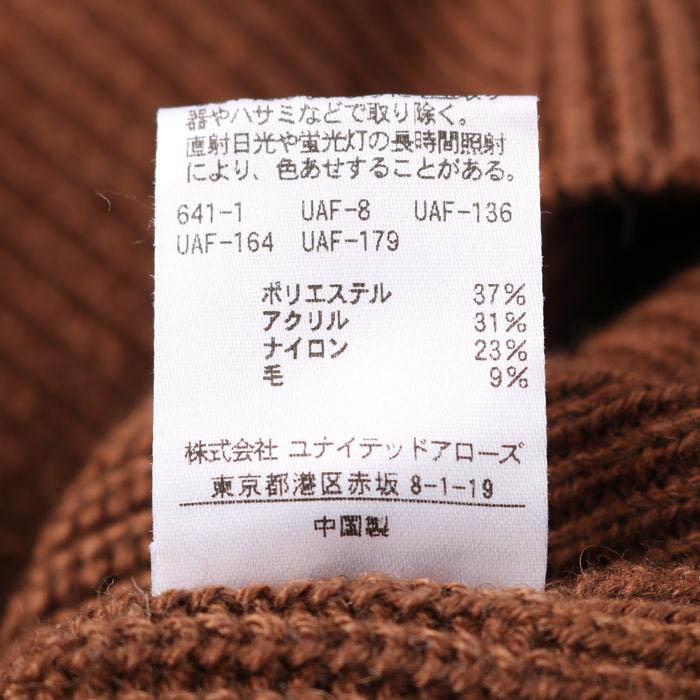 器やハサミなどで取り除く。
直射日光や蛍光灯の長時間照射
により、色あせすることがある。
641-1 UAF-8 UAF-136
UAF-164 UAF-179
ポリエステル 37%
アクリル 31%
ナイロン 23%
毛 9%
株式会社 ユナイテッドアローズ
東京都港区赤坂 8-1-19
中国製